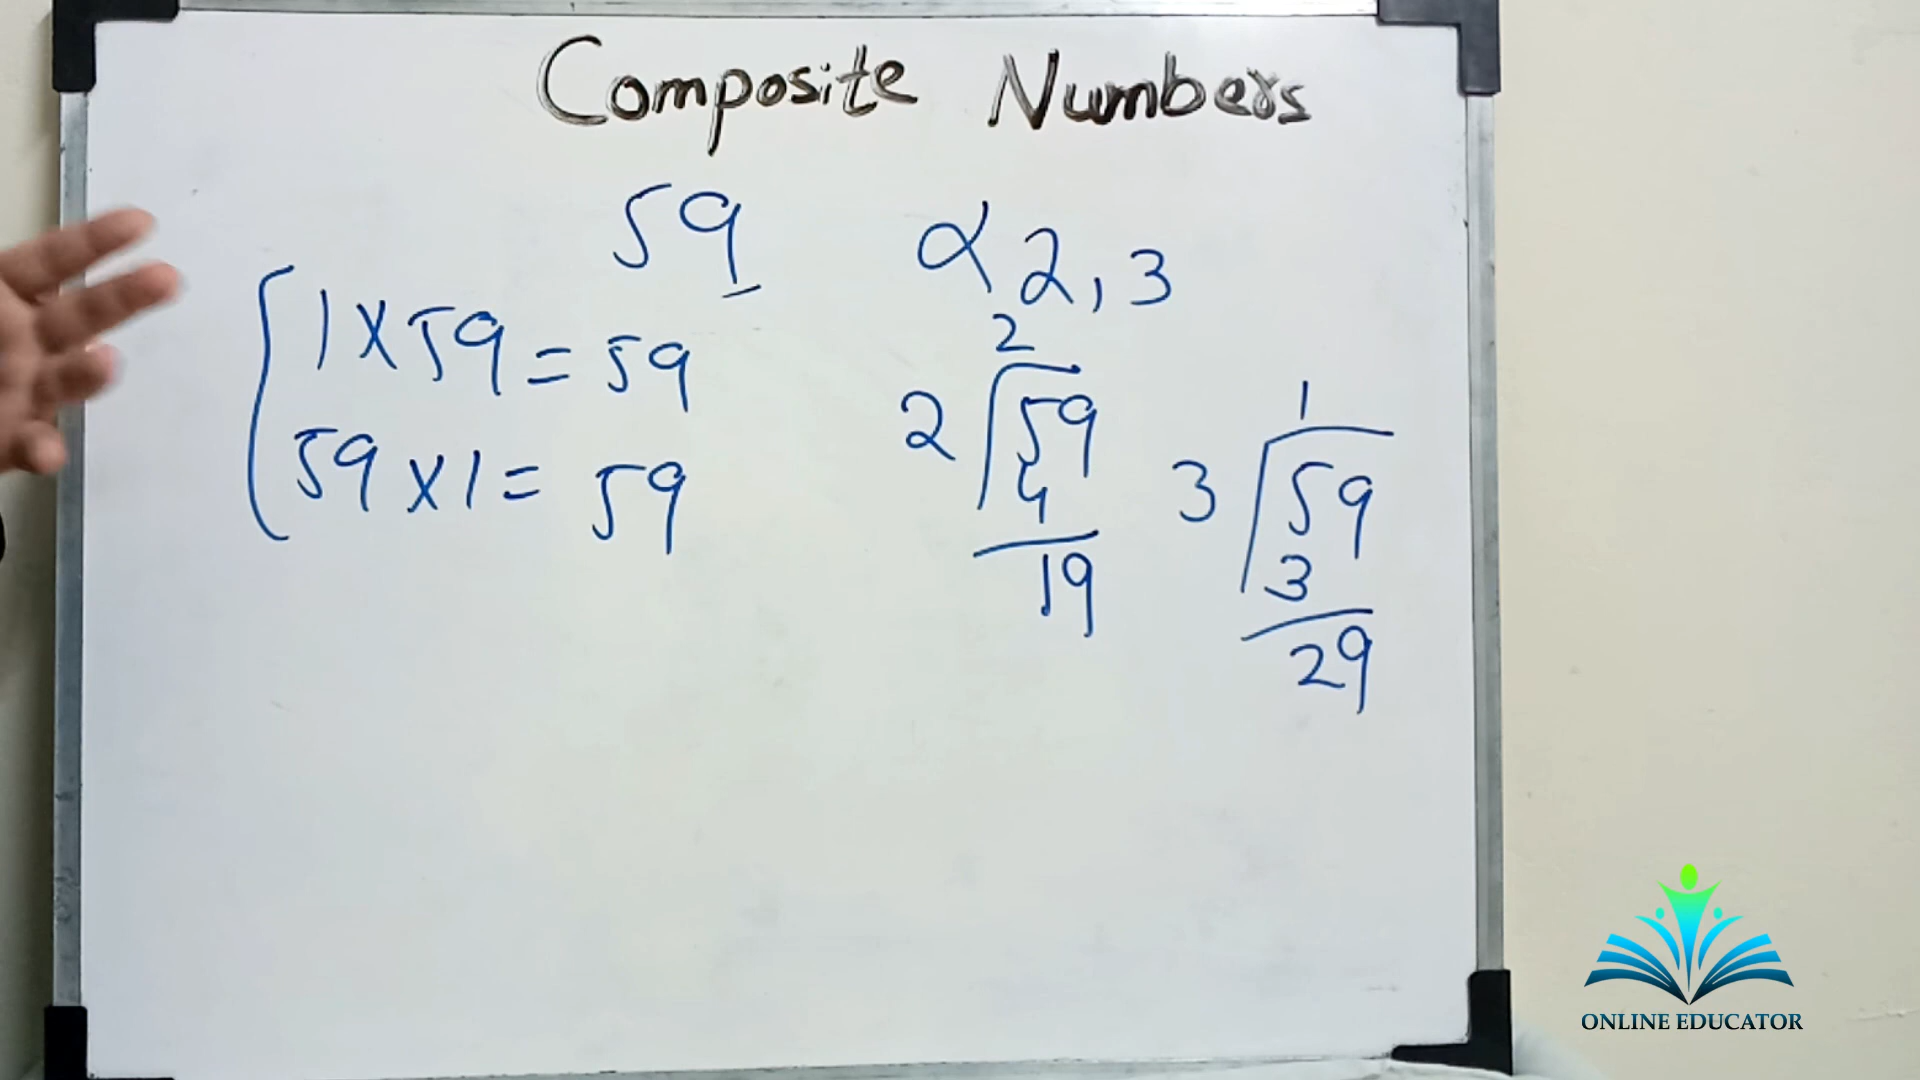 Composite Numbers
59
α 2, 3
1 x 59 = 59
59 x 1 = 59
2
2 59
4
19
1
3 59
3
29
ONLINE EDUCATOR